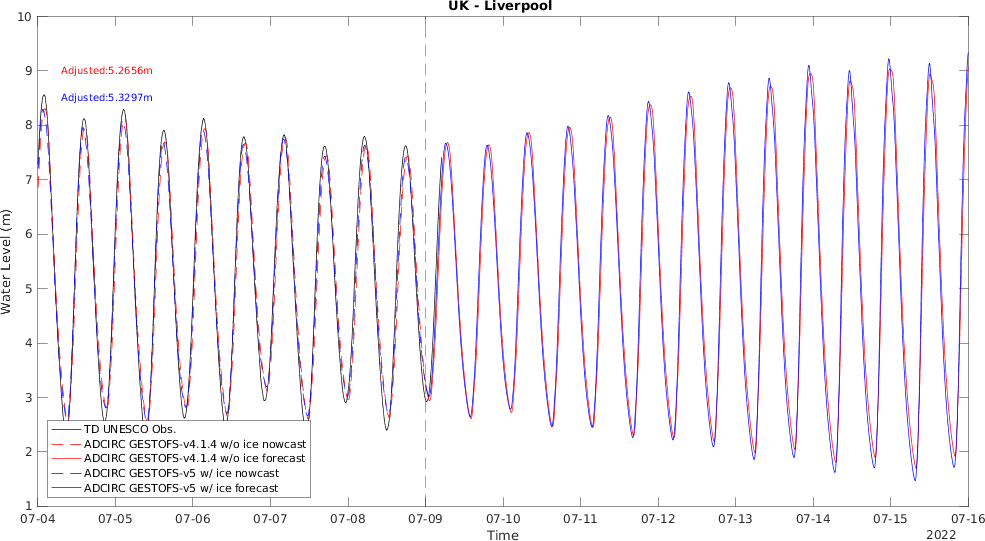 UK - Liverpool
10
9
8
7
6
5
4
3
2
1
Water Level (m)
Adjusted:5.2656m
Adjusted:5.3297m
TD UNESCO Obs.
ADCIRC GESTOFS-v4.1.4 w/o ice nowcast
ADCIRC GESTOFS-v4.1.4 w/o ice forecast
ADCIRC GESTOFS-v5 w/ ice nowcast
ADCIRC GESTOFS-v5 w/ ice forecast
07-04 07-05 07-06 07-07 07-08 07-09 07-10 07-11 07-12 07-13 07-14 07-15 07-16
Time
2022